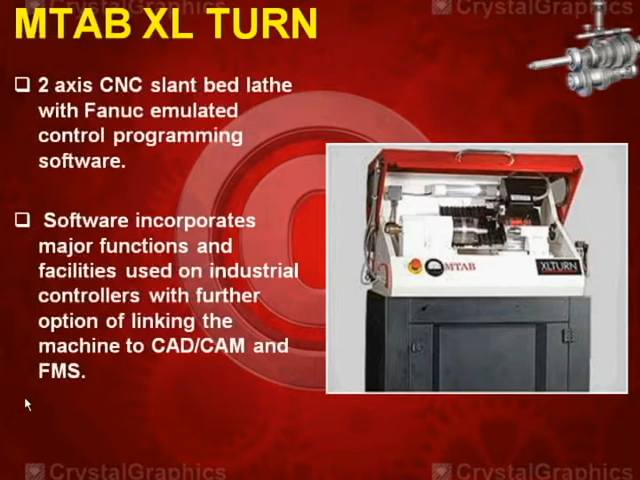 CrystalGraphics
CrystalGraphics
MTAB XL TURN
2 axis CNC slant bed lathe
with Fanuc emulated
control programming
software.
Software incorporates
major functions and
facilities used on industrial
controllers with further
option of linking the
machine to CAD/CAM and
FMS.
MTAB
XLTURN
CrystalGraphics
CrystalGraphics